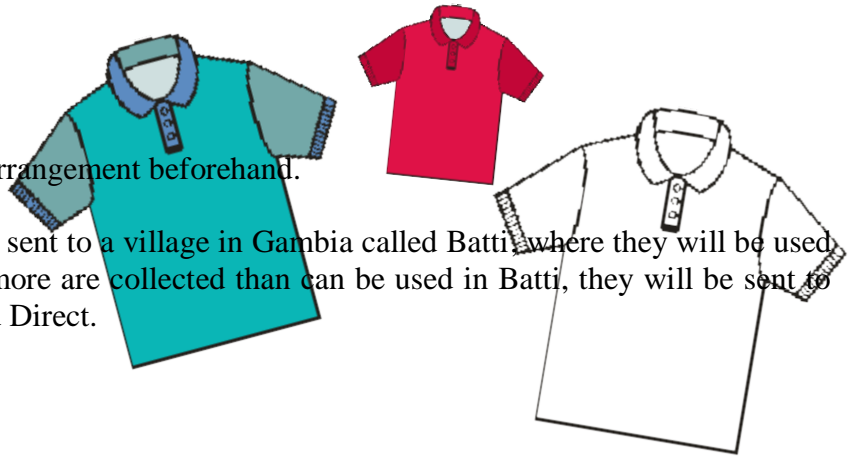 rrangement beforehand.
sent to a village in Gambia called Batti, where they will be used
more are collected than can be used in Batti, they will be sent to
Direct.